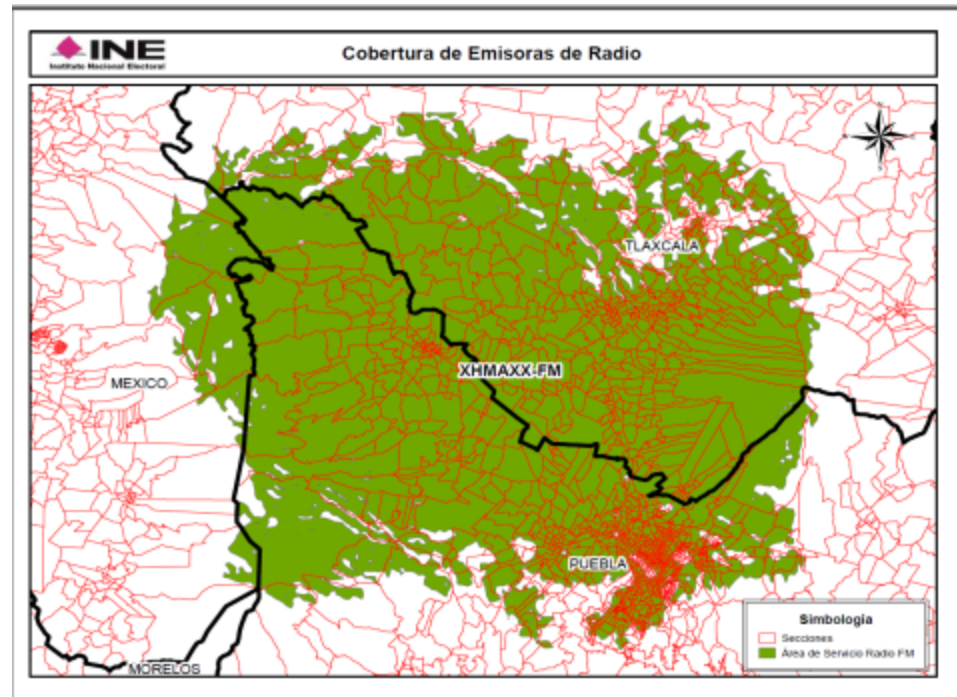 INE
Instituto Nacional Electoral
Cobertura de Emisoras de Radio
TLAXCALA
XHMAXX-FM
MEXICO
PUEBLA
MORELOS
Simbología
Secciones
Área de Servicio Radio FM